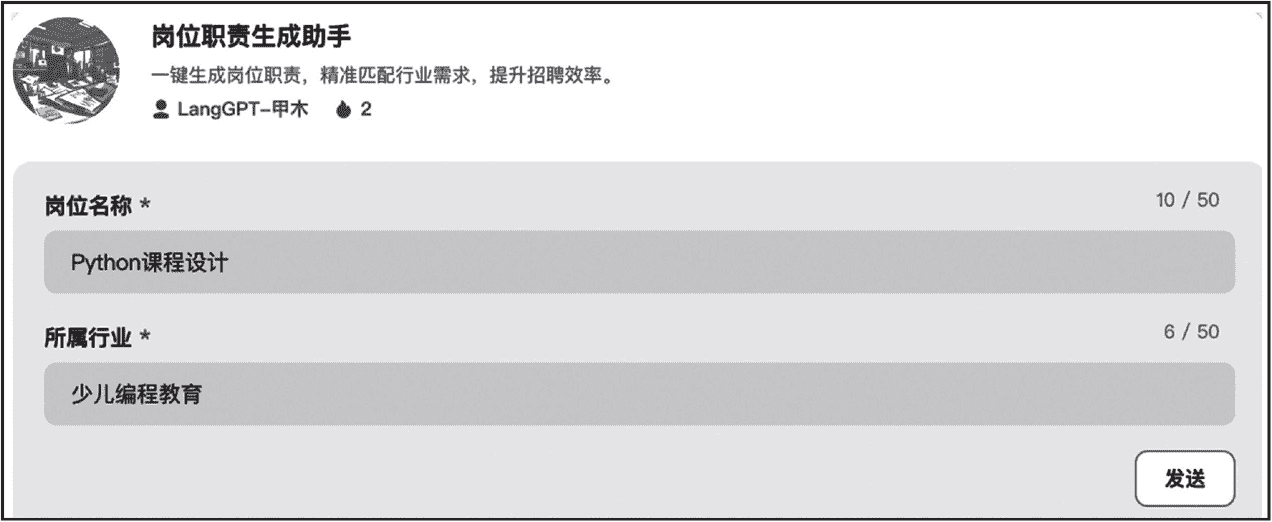 岗位职责生成助手
一键生成岗位职责，精准匹配行业需求，提升招聘效率。
LangGPT-甲木 2
岗位名称 * 10 / 50
Python课程设计
所属行业 * 6 / 50
少儿编程教育
发送